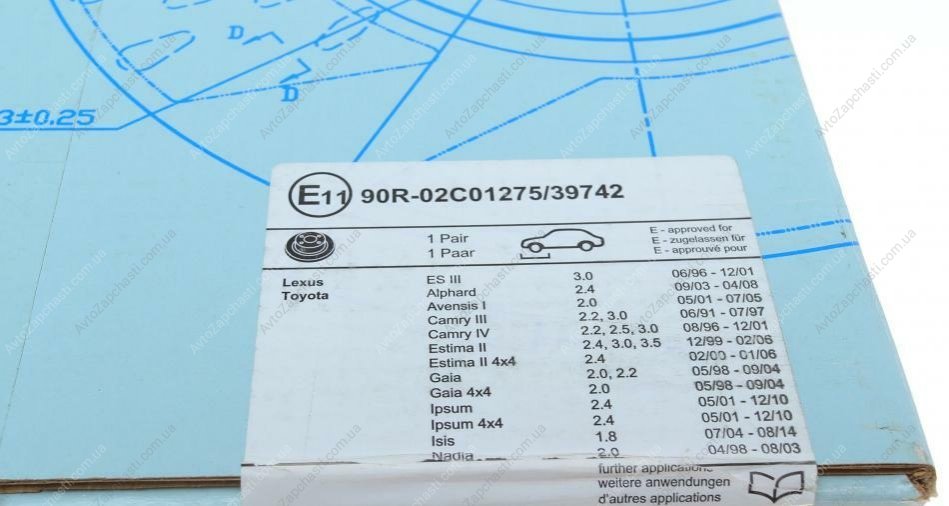 D
D
3±0.25
E11 90R-02C01275/39742
1 Pair
1 Paar
E - approved for
E - zugelassen für
E - approuvé pour
Lexus ES III 3.0 06/96 - 12/01
Toyota Alphard 2.4 09/03 - 04/08
Avensis I 2.0 05/01 - 07/05
Camry III 2.2, 3.0 06/91 - 07/97
Camry IV 2.2, 2.5, 3.0 08/96 - 12/01
Estima II 2.4, 3.0, 3.5 12/99 - 02/06
Estima II 4x4 2.4 02/00 - 01/06
Gaia 2.0, 2.2 05/98 - 09/04
Gaia 4x4 2.0 05/98 - 09/04
Ipsum 2.4 05/01 - 12/10
Ipsum 4x4 2.4 05/01 - 12/10
Isis 1.8 07/04 - 08/14
Nadia 2.0 04/98 - 08/03
further applications
weitere anwendungen
d'autres applications
AvtoZapchasti.com.ua